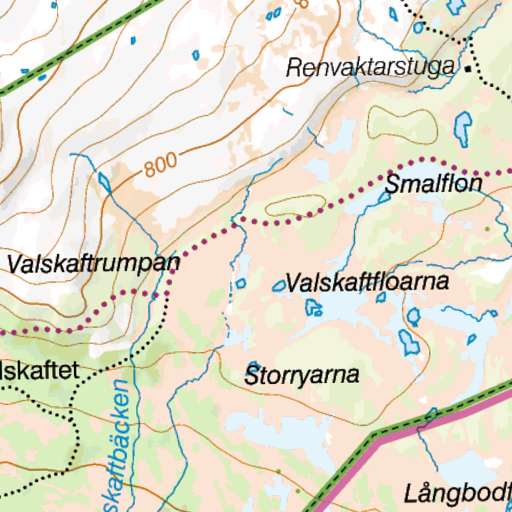 Renvaktarstuga
800
Smalflon
Valskaftrumpan
Valskaftfloarna
lskaftet
Storryarna
skaftbäcken
Långbodf